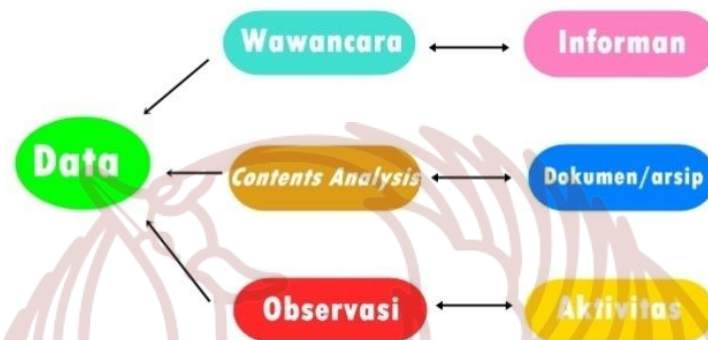 Wawancara
Informan
Data
Contents Analysis
Dokumen/arsip
Observasi
Aktivitas